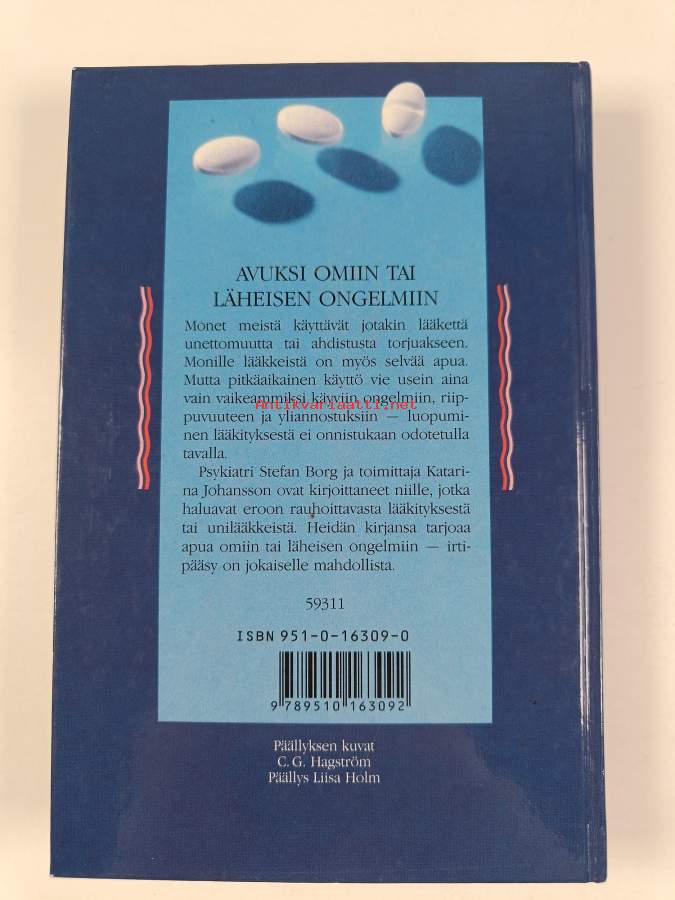 AVUKSI OMIIN TAI
LÄHEISEN ONGELMIIN
Monet meistä käyttävät jotakin lääkettä
unettomuutta tai ahdistusta torjuakseen.
Monille lääkkeistä on myös selvää apua.
Mutta pitkäaikainen käyttö vie usein aina
vain vaikeammiksi käyviin ongelmiin, riip-
Antikvariaatti.net
puvuuteen ja yliannostuksiin — luopumi-
nen lääkityksestä ei onnistukaan odotetulla
tavalla.
Psykiatri Stefan Borg ja toimittaja Katari-
na Johansson ovat kirjoittaneet niille, jotka
haluavat eroon rauhoittavasta lääkityksestä
tai unilääkkeistä. Heidän kirjansa tarjoaa
apua omiin tai läheisen ongelmiin — irti-
pääsy on jokaiselle mahdollista.
59311
ISBN 951-0-16309-0
9 789510 163092
Päällyksen kuvat
C. G. Hagström
Päällys Liisa Holm